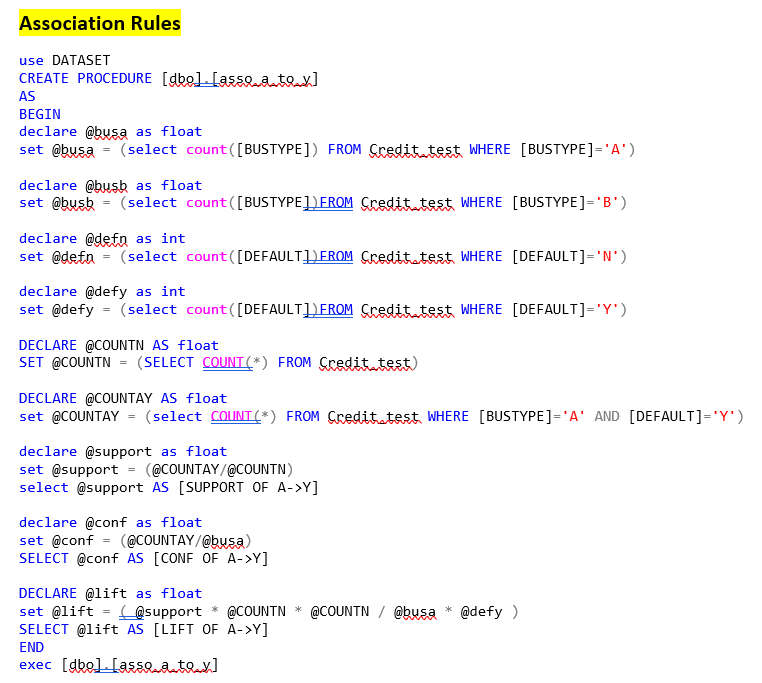 Association Rules
use DATASET
CREATE PROCEDURE [dbo].[asso_a_to_y]
AS
BEGIN
declare @busa as float
set @busa = (select count([BUSTYPE]) FROM Credit_test WHERE [BUSTYPE]='A')
declare @busb as float
set @busb = (select count([BUSTYPE])FROM Credit_test WHERE [BUSTYPE]='B')
declare @defn as int
set @defn = (select count([DEFAULT])FROM Credit_test WHERE [DEFAULT]='N')
declare @defy as int
set @defy = (select count([DEFAULT])FROM Credit_test WHERE [DEFAULT]='Y')
DECLARE @COUNTN AS float
SET @COUNTN = (SELECT COUNT(*) FROM Credit_test)
DECLARE @COUNTAY AS float
set @COUNTAY = (select COUNT(*) FROM Credit_test WHERE [BUSTYPE]='A' AND [DEFAULT]='Y')
declare @support as float
set @support = (@COUNTAY/@COUNTN)
select @support AS [SUPPORT OF A->Y]
declare @conf as float
set @conf = (@COUNTAY/@busa)
SELECT @conf AS [CONF OF A->Y]
DECLARE @lift as float
set @lift = ( @support * @COUNTN * @COUNTN / @busa * @defy )
SELECT @lift AS [LIFT OF A->Y]
END
exec [dbo].[asso_a_to_y]